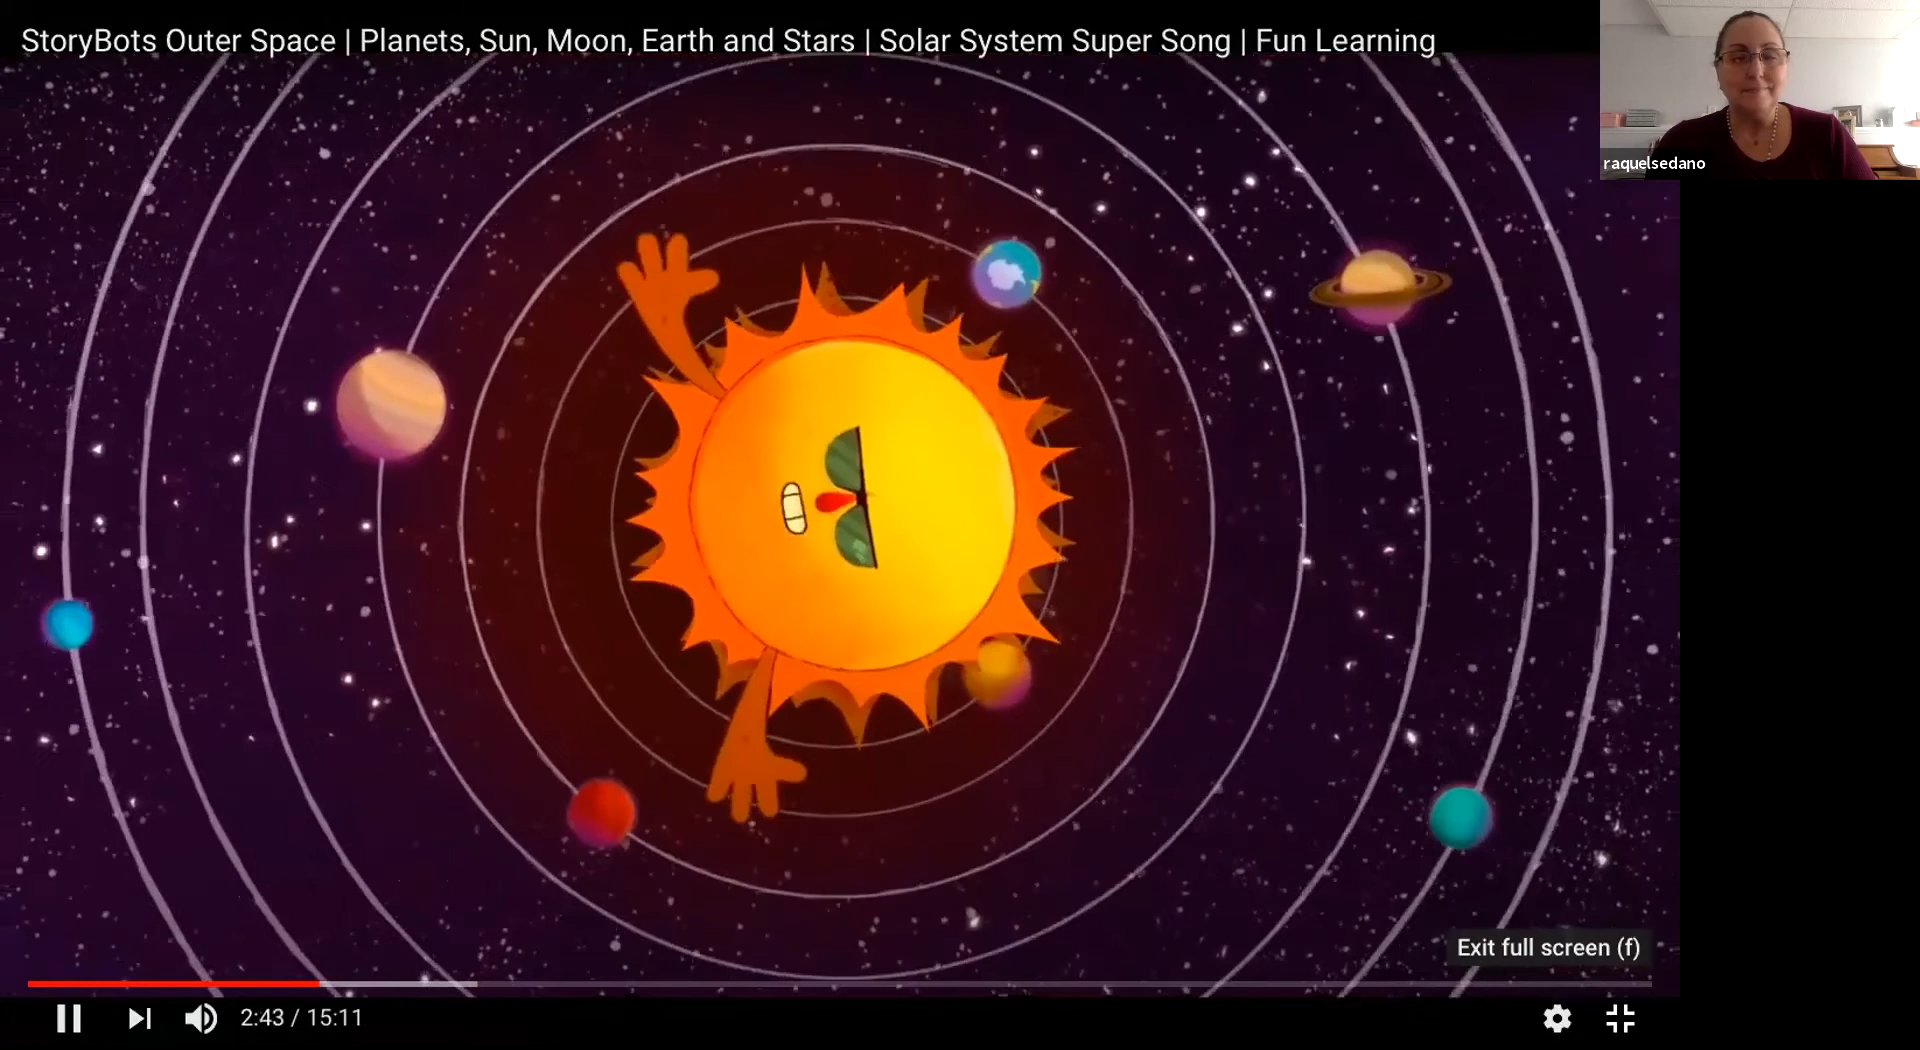 StoryBots Outer Space | Planets, Sun, Moon, Earth and Stars | Solar System Super Song | Fun Learning
raquelsedano
Exit full screen (f)
2:43 / 15:11